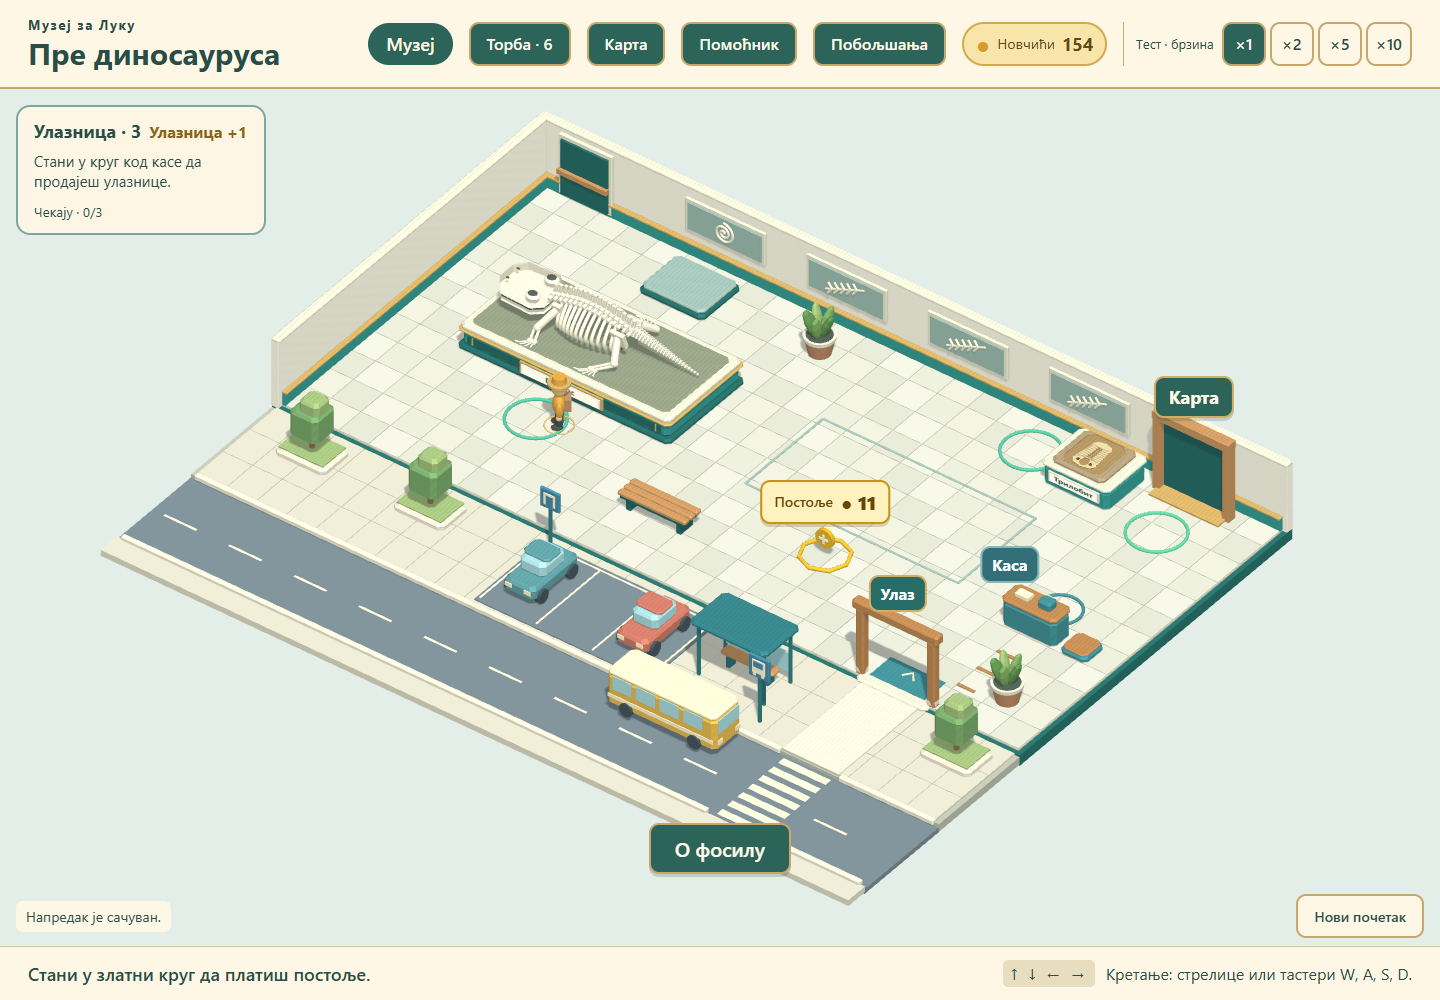 Музеј за Луку
Пре диносауруса
Музеј
Торба · 6
Карта
Помоћник
Побољшања
Новчићи 154
Тест · брзина
×1
×2
×5
×10
Улазница · 3 Улазница +1
Стани у круг код касе да
продајеш улазнице.
Чекају · 0/3
Карта
Трилобит
Постоље ● 11
Каса
Улаз
О фосилу
Напредак је сачуван.
Нови почетак
Стани у златни круг да платиш постоље.
↑ ↓ ← → Кретање: стрелице или тастери W, A, S, D.